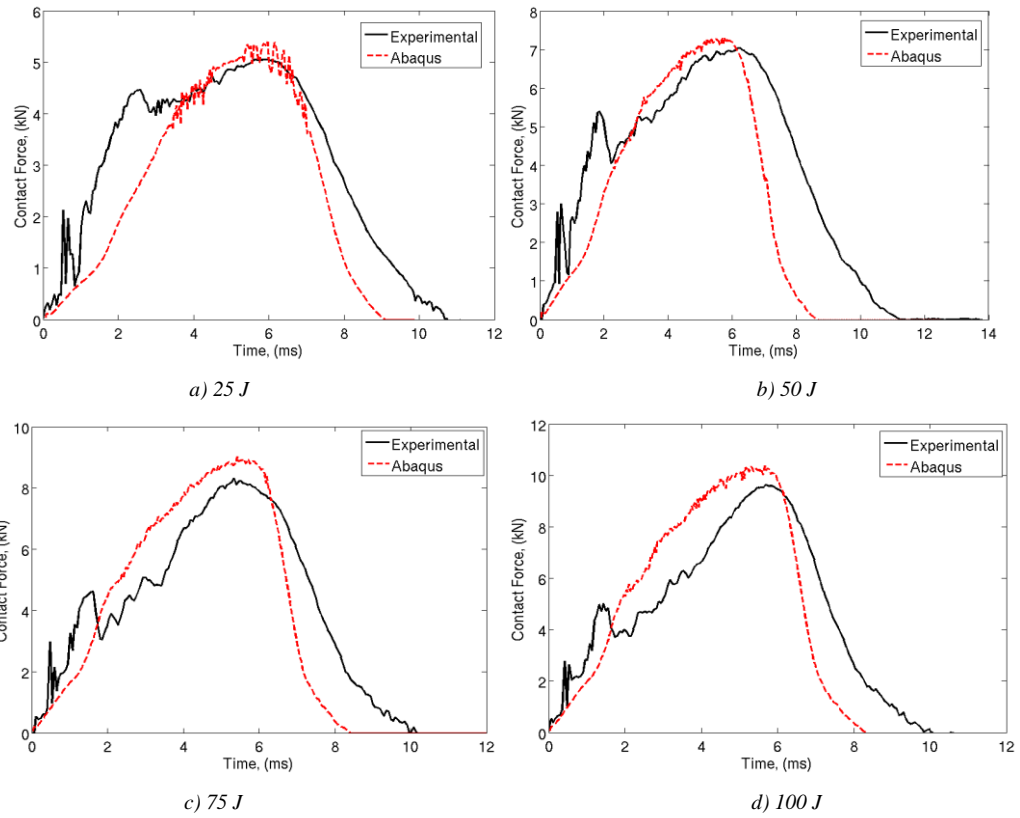 6
5
4
3
2
1
0
Contact Force, (kN)
Experimental
Abaqus
0 2 4 6 8 10 12
Time, (ms)
a) 25 J
8
7
6
5
4
3
2
1
0
Contact Force, (kN)
Experimental
Abaqus
0 2 4 6 8 10 12 14
Time, (ms)
b) 50 J
10
8
6
4
2
0
Contact Force, (kN)
Experimental
Abaqus
0 2 4 6 8 10 12
Time, (ms)
c) 75 J
12
10
8
6
4
2
0
Contact Force, (kN)
Experimental
Abaqus
0 2 4 6 8 10 12
Time, (ms)
d) 100 J